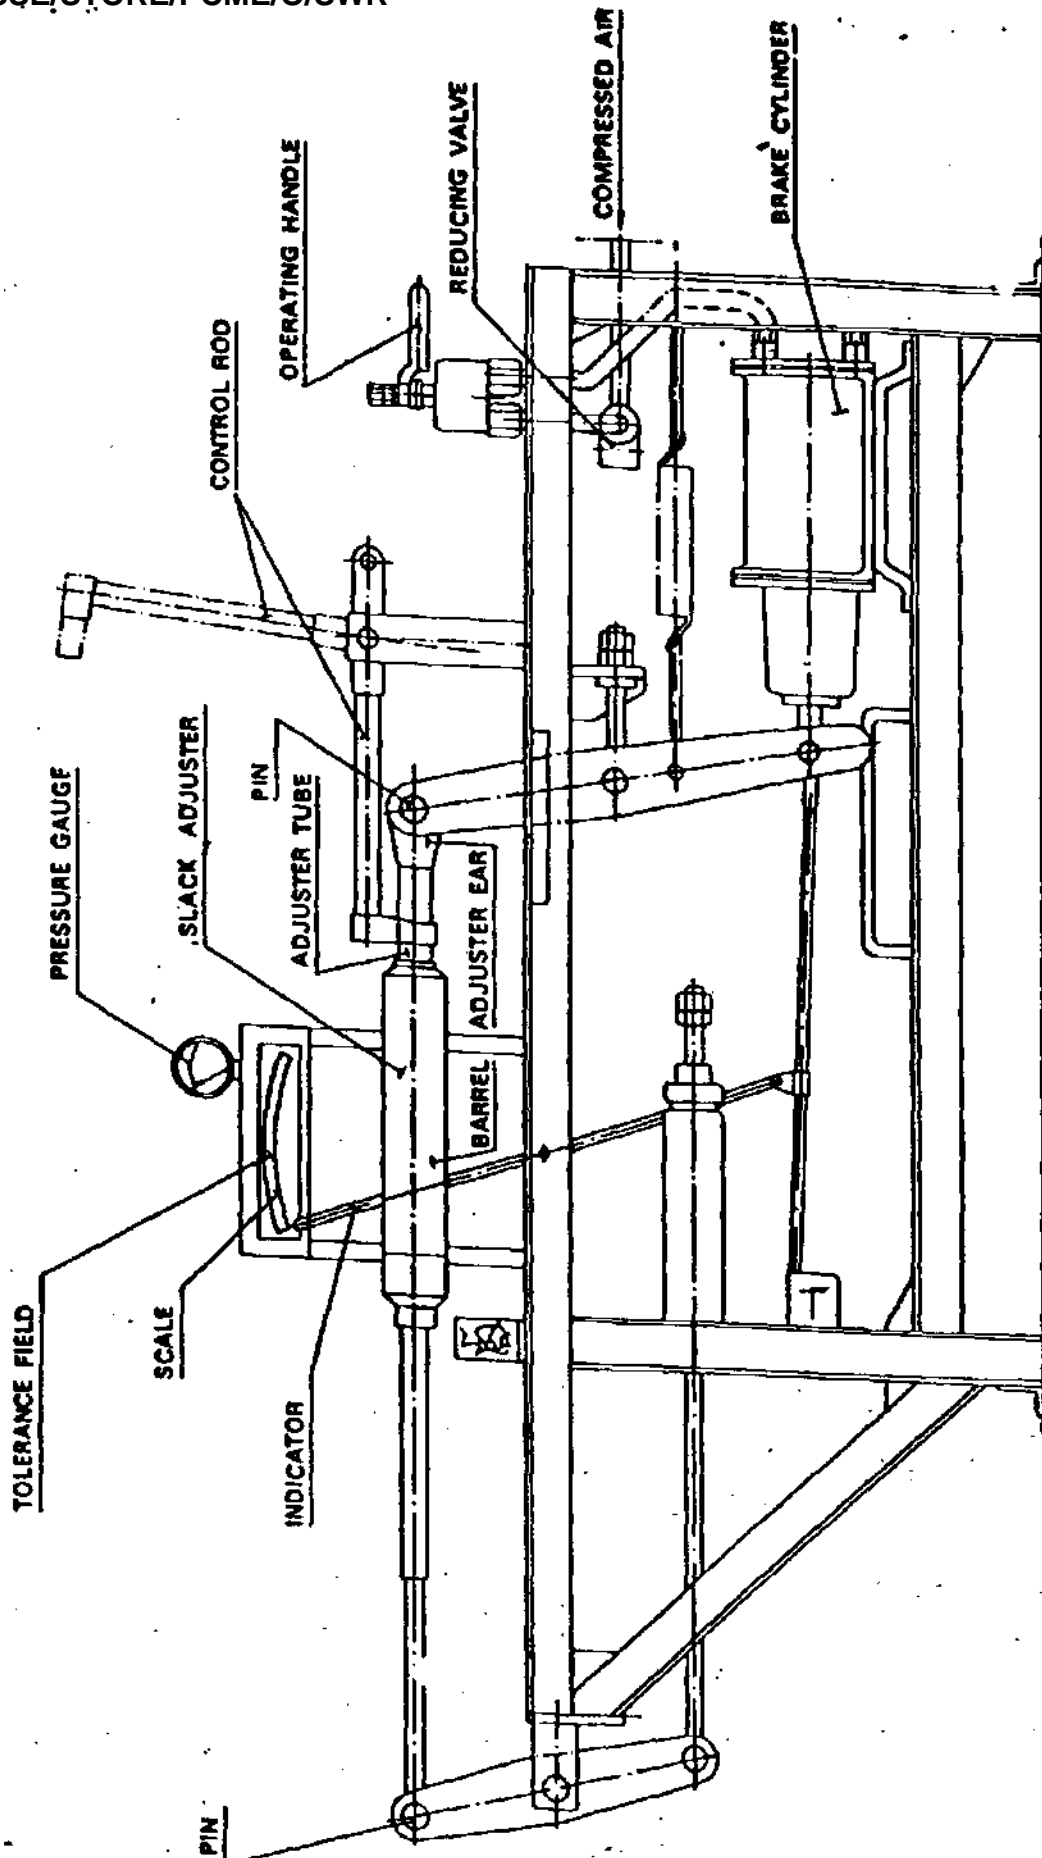 TOLERANCE FIELD
SCALE
INDICATOR
PRESSURE GAUGE
SLACK ADJUSTER
PIN
ADJUSTER TUBE
BARREL
ADJUSTER EAR
CONTROL ROD
OPERATING HANDLE
REDUCING VALVE
COMPRESSED AIR
BRAKE CYLINDER
PIN